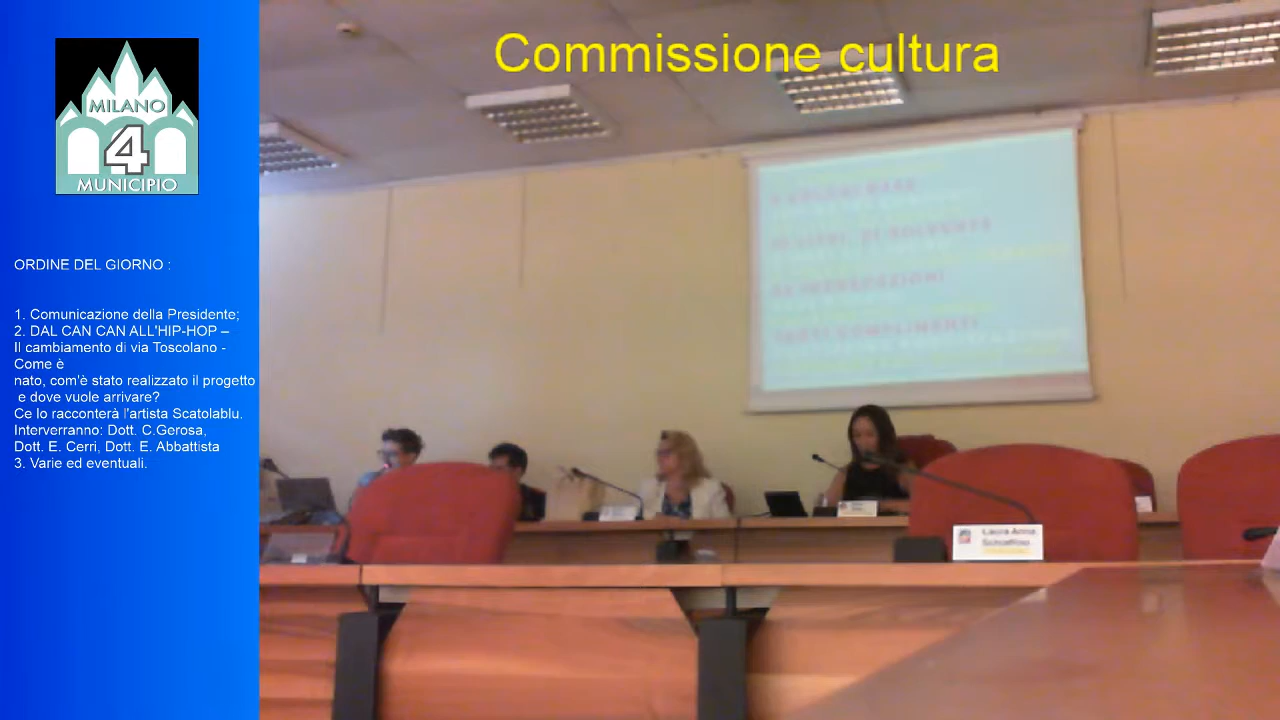 Commissione cultura
MILANO
4
MUNICIPIO
ORDINE DEL GIORNO :
1. Comunicazione della Presidente;
2. DAL CAN CAN ALL'HIP-HOP –
Il cambiamento di via Toscolano -
Come è
nato, com'è stato realizzato il progetto
e dove vuole arrivare?
Ce lo racconterà l'artista Scatolablu.
Interverranno: Dott. C.Gerosa,
Dott. E. Cerri, Dott. E. Abbattista
3. Varie ed eventuali.
Laura Anna